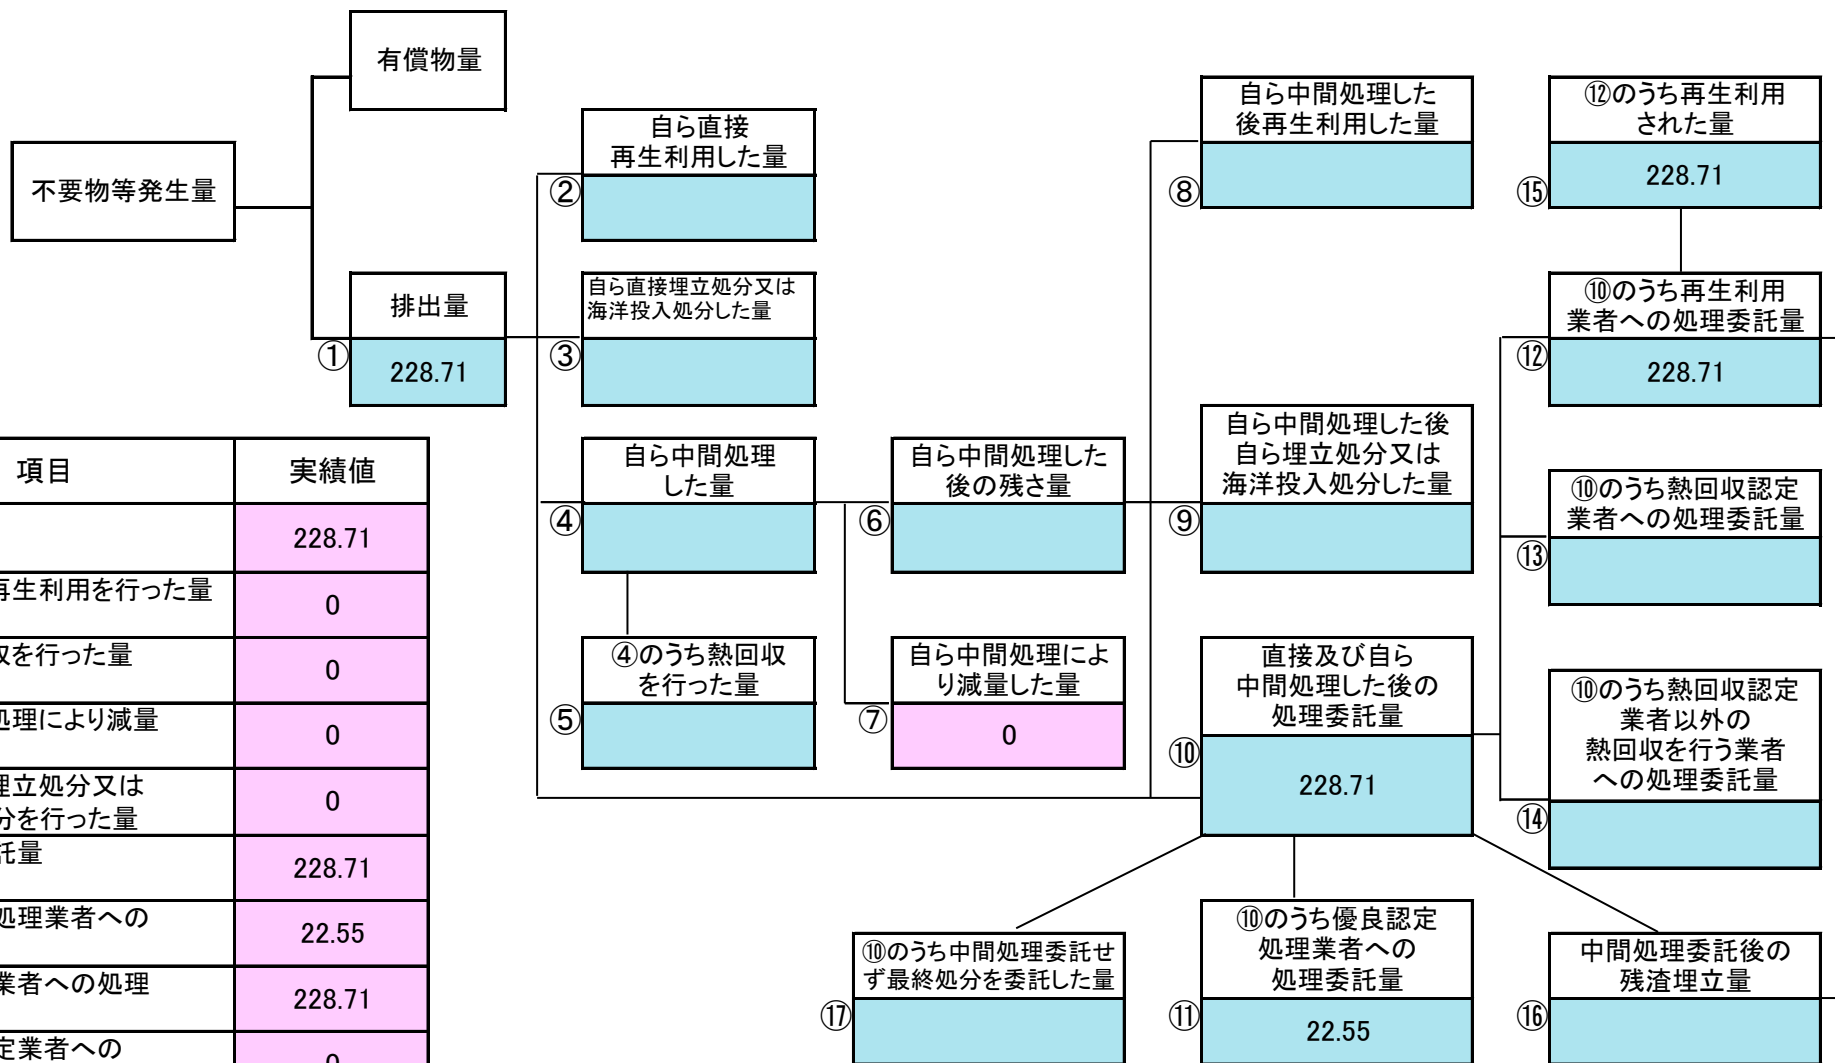 有償物量
不要物等発生量
排出量
①
228.71
自ら直接
再生利用した量
②
自ら直接埋立処分又は
海洋投入処分した量
③
自ら中間処理
した量
④
④のうち熱回収
を行った量
⑤
自ら中間処理した
後の残さ量
⑥
自ら中間処理によ
り減量した量
⑦
0
自ら中間処理した
後再生利用した量
⑧
自ら中間処理した後
自ら埋立処分又は
海洋投入処分した量
⑨
直接及び自ら
中間処理した後の
処理委託量
⑩
228.71
⑫のうち再生利用
された量
⑮
228.71
⑩のうち再生利用
業者への処理委託量
⑫
228.71
⑩のうち熱回収認定
業者への処理委託量
⑬
⑩のうち熱回収認定
業者以外の
熱回収を行う業者
への処理委託量
⑭
⑩のうち中間処理委託せ
ず最終処分を委託した量
⑰
⑩のうち優良認定
処理業者への
処理委託量
⑪
22.55
中間処理委託後の
残渣埋立量
⑯
項目 実績値
228.71
再生利用を行った量 0
収を行った量 0
処理により減量 0
埋立処分又は
分を行った量 0
託量 228.71
処理業者への 22.55
業者への処理 228.71
定業者への 0